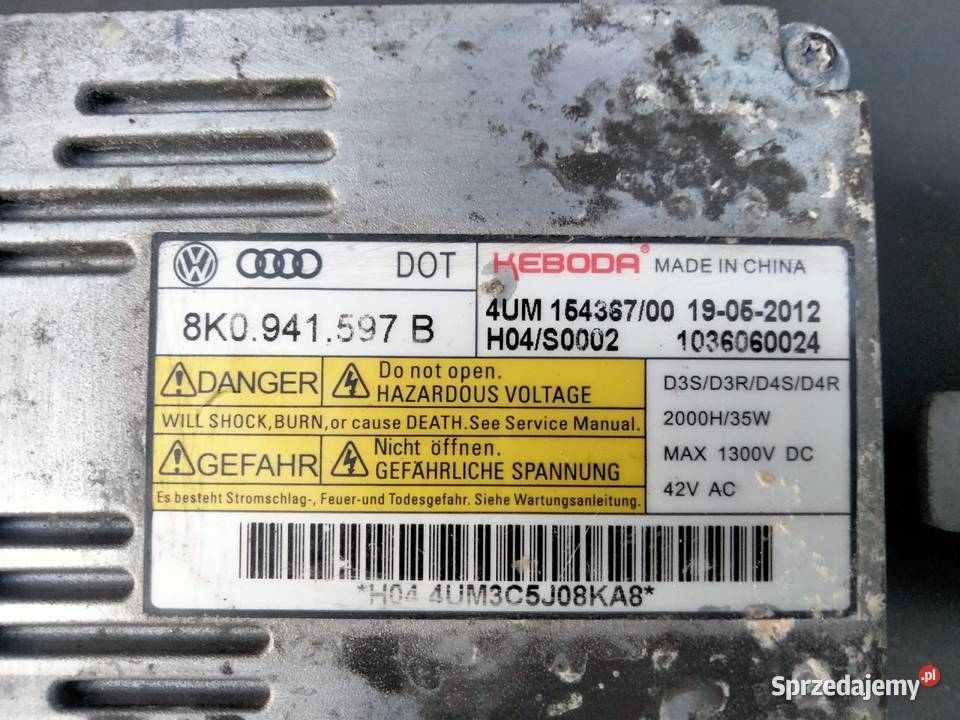 DOT
KEBODA® MADE IN CHINA
8K0.941.597 B
4UM 154367/00 19-05-2012
H04/S0002 1036060024
DANGER
Do not open.
HAZARDOUS VOLTAGE
WILL SHOCK,BURN,or cause DEATH.See Service Manual.
GEFAHR
Nicht öffnen.
GEFÄHRLICHE SPANNUNG
Es besteht Stromschlag-, Feuer-und Todesgefahr. Siehe Wartungsanleitung.
D3S/D3R/D4S/D4R
2000H/35W
MAX 1300V DC
42V AC
*H04 4UM3C5J08KA8*
Sprzedajemy.pl